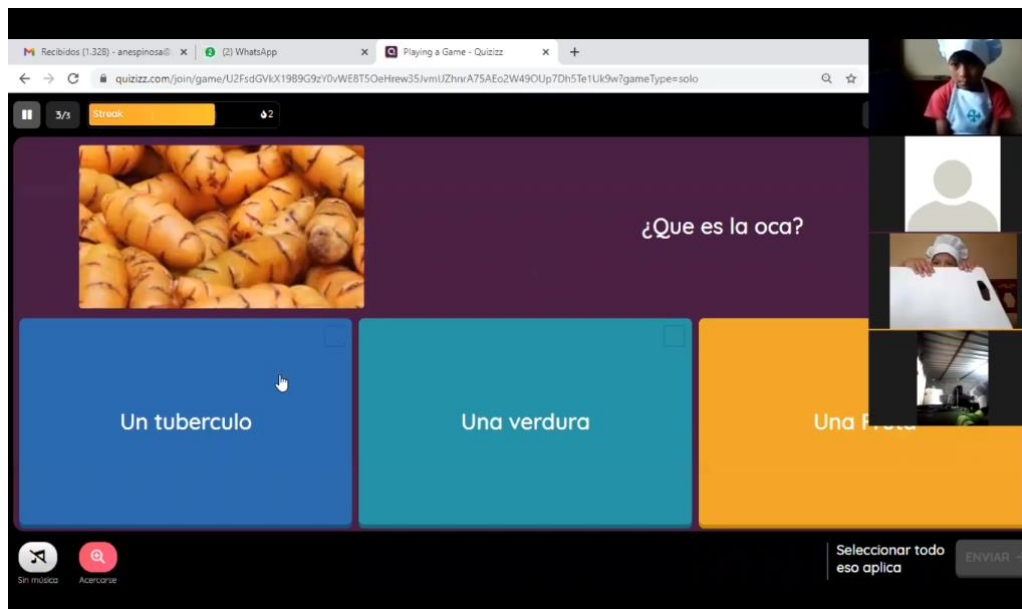 Recibidos (1.328) - anespinosa@
(2) WhatsApp
Playing a Game - Quizizz
quizizz.com/join/game/U2FsdGVkX19B9G9zY0vWE8T5OeHrew35JvmUZhnrA75AEo2W49OUp7Dh5Te1Uk9w?gameType=solo
3/3
Streak
2
¿Que es la oca?
Un tuberculo
Una verdura
Una
Seleccionar todo
eso aplica
ENVIAR
Sin música
Acercarse